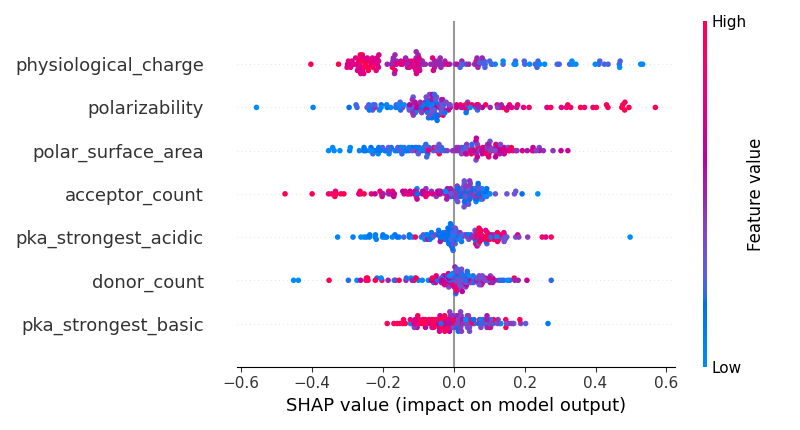 High
physiological_charge
polarizability
polar_surface_area
acceptor_count
pka_strongest_acidic
donor_count
pka_strongest_basic
Feature value
Low
−0.6 −0.4 −0.2 0.0 0.2 0.4 0.6
SHAP value (impact on model output)